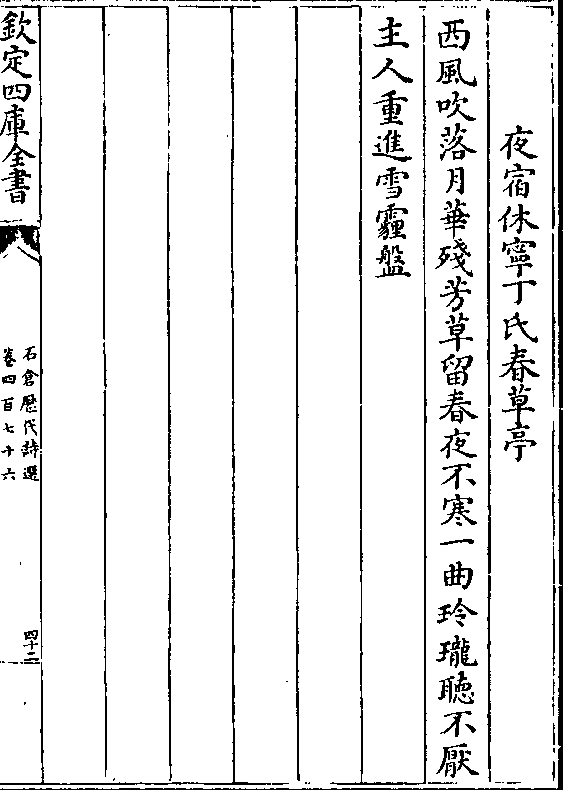 夜宿休寧丁氏春草亭
西風吹落月華殘芳草留春夜不寒一曲玲瓏聽不厭
主人重進雪䨪盤
欽定四庫全書
石倉歴代詩選
卷四百七十六
四十二